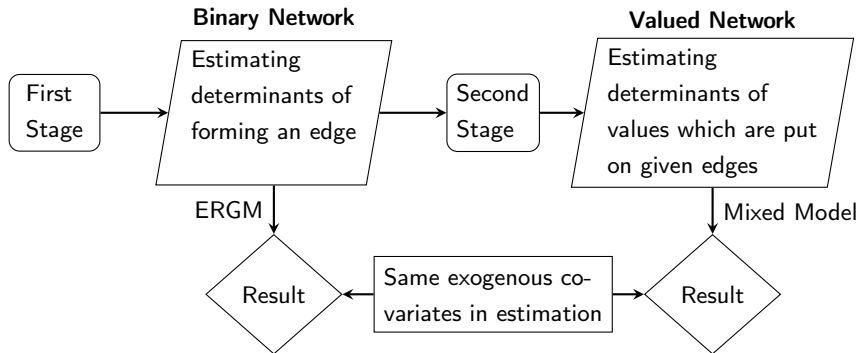 Binary Network
Valued Network
First
Stage
Estimating
determinants of
forming an edge
Second
Stage
Estimating
determinants of
values which are put
on given edges
ERGM
Mixed Model
Result
Same exogenous co-
variates in estimation
Result